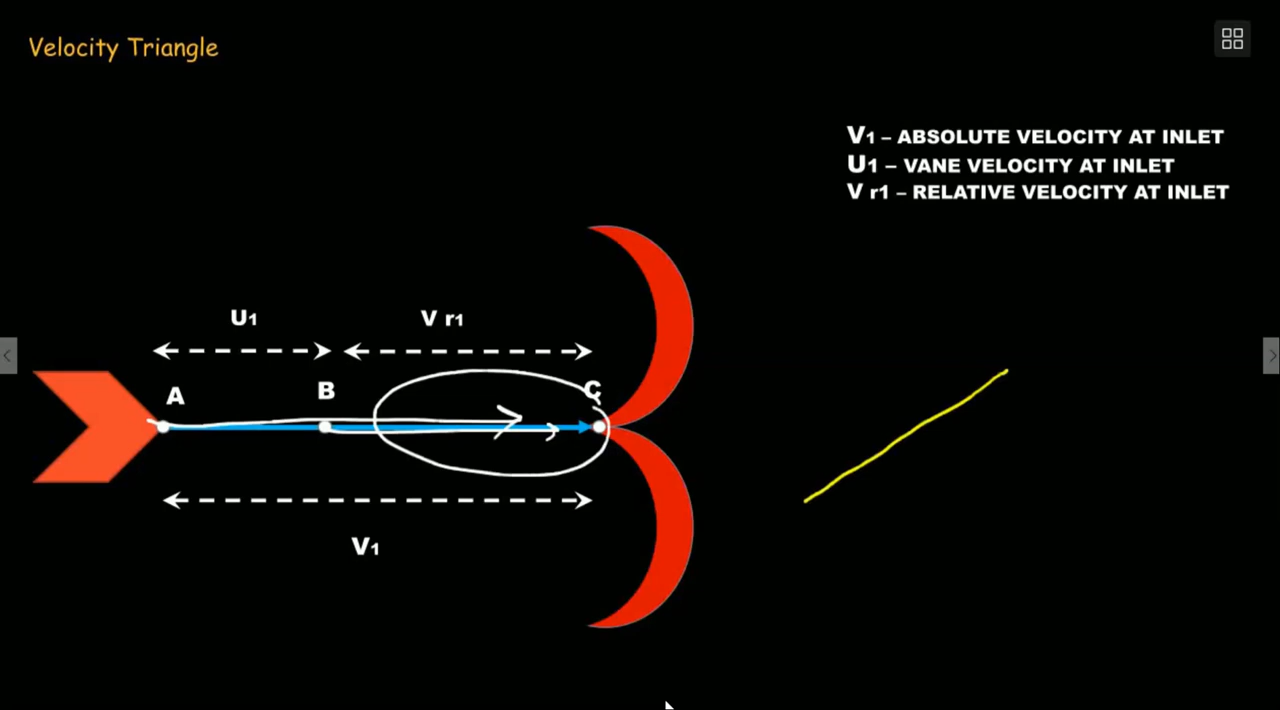 Velocity Triangle
V1 – ABSOLUTE VELOCITY AT INLET
U1 – VANE VELOCITY AT INLET
V r1 – RELATIVE VELOCITY AT INLET
U1
V r1
A
B
C
V1